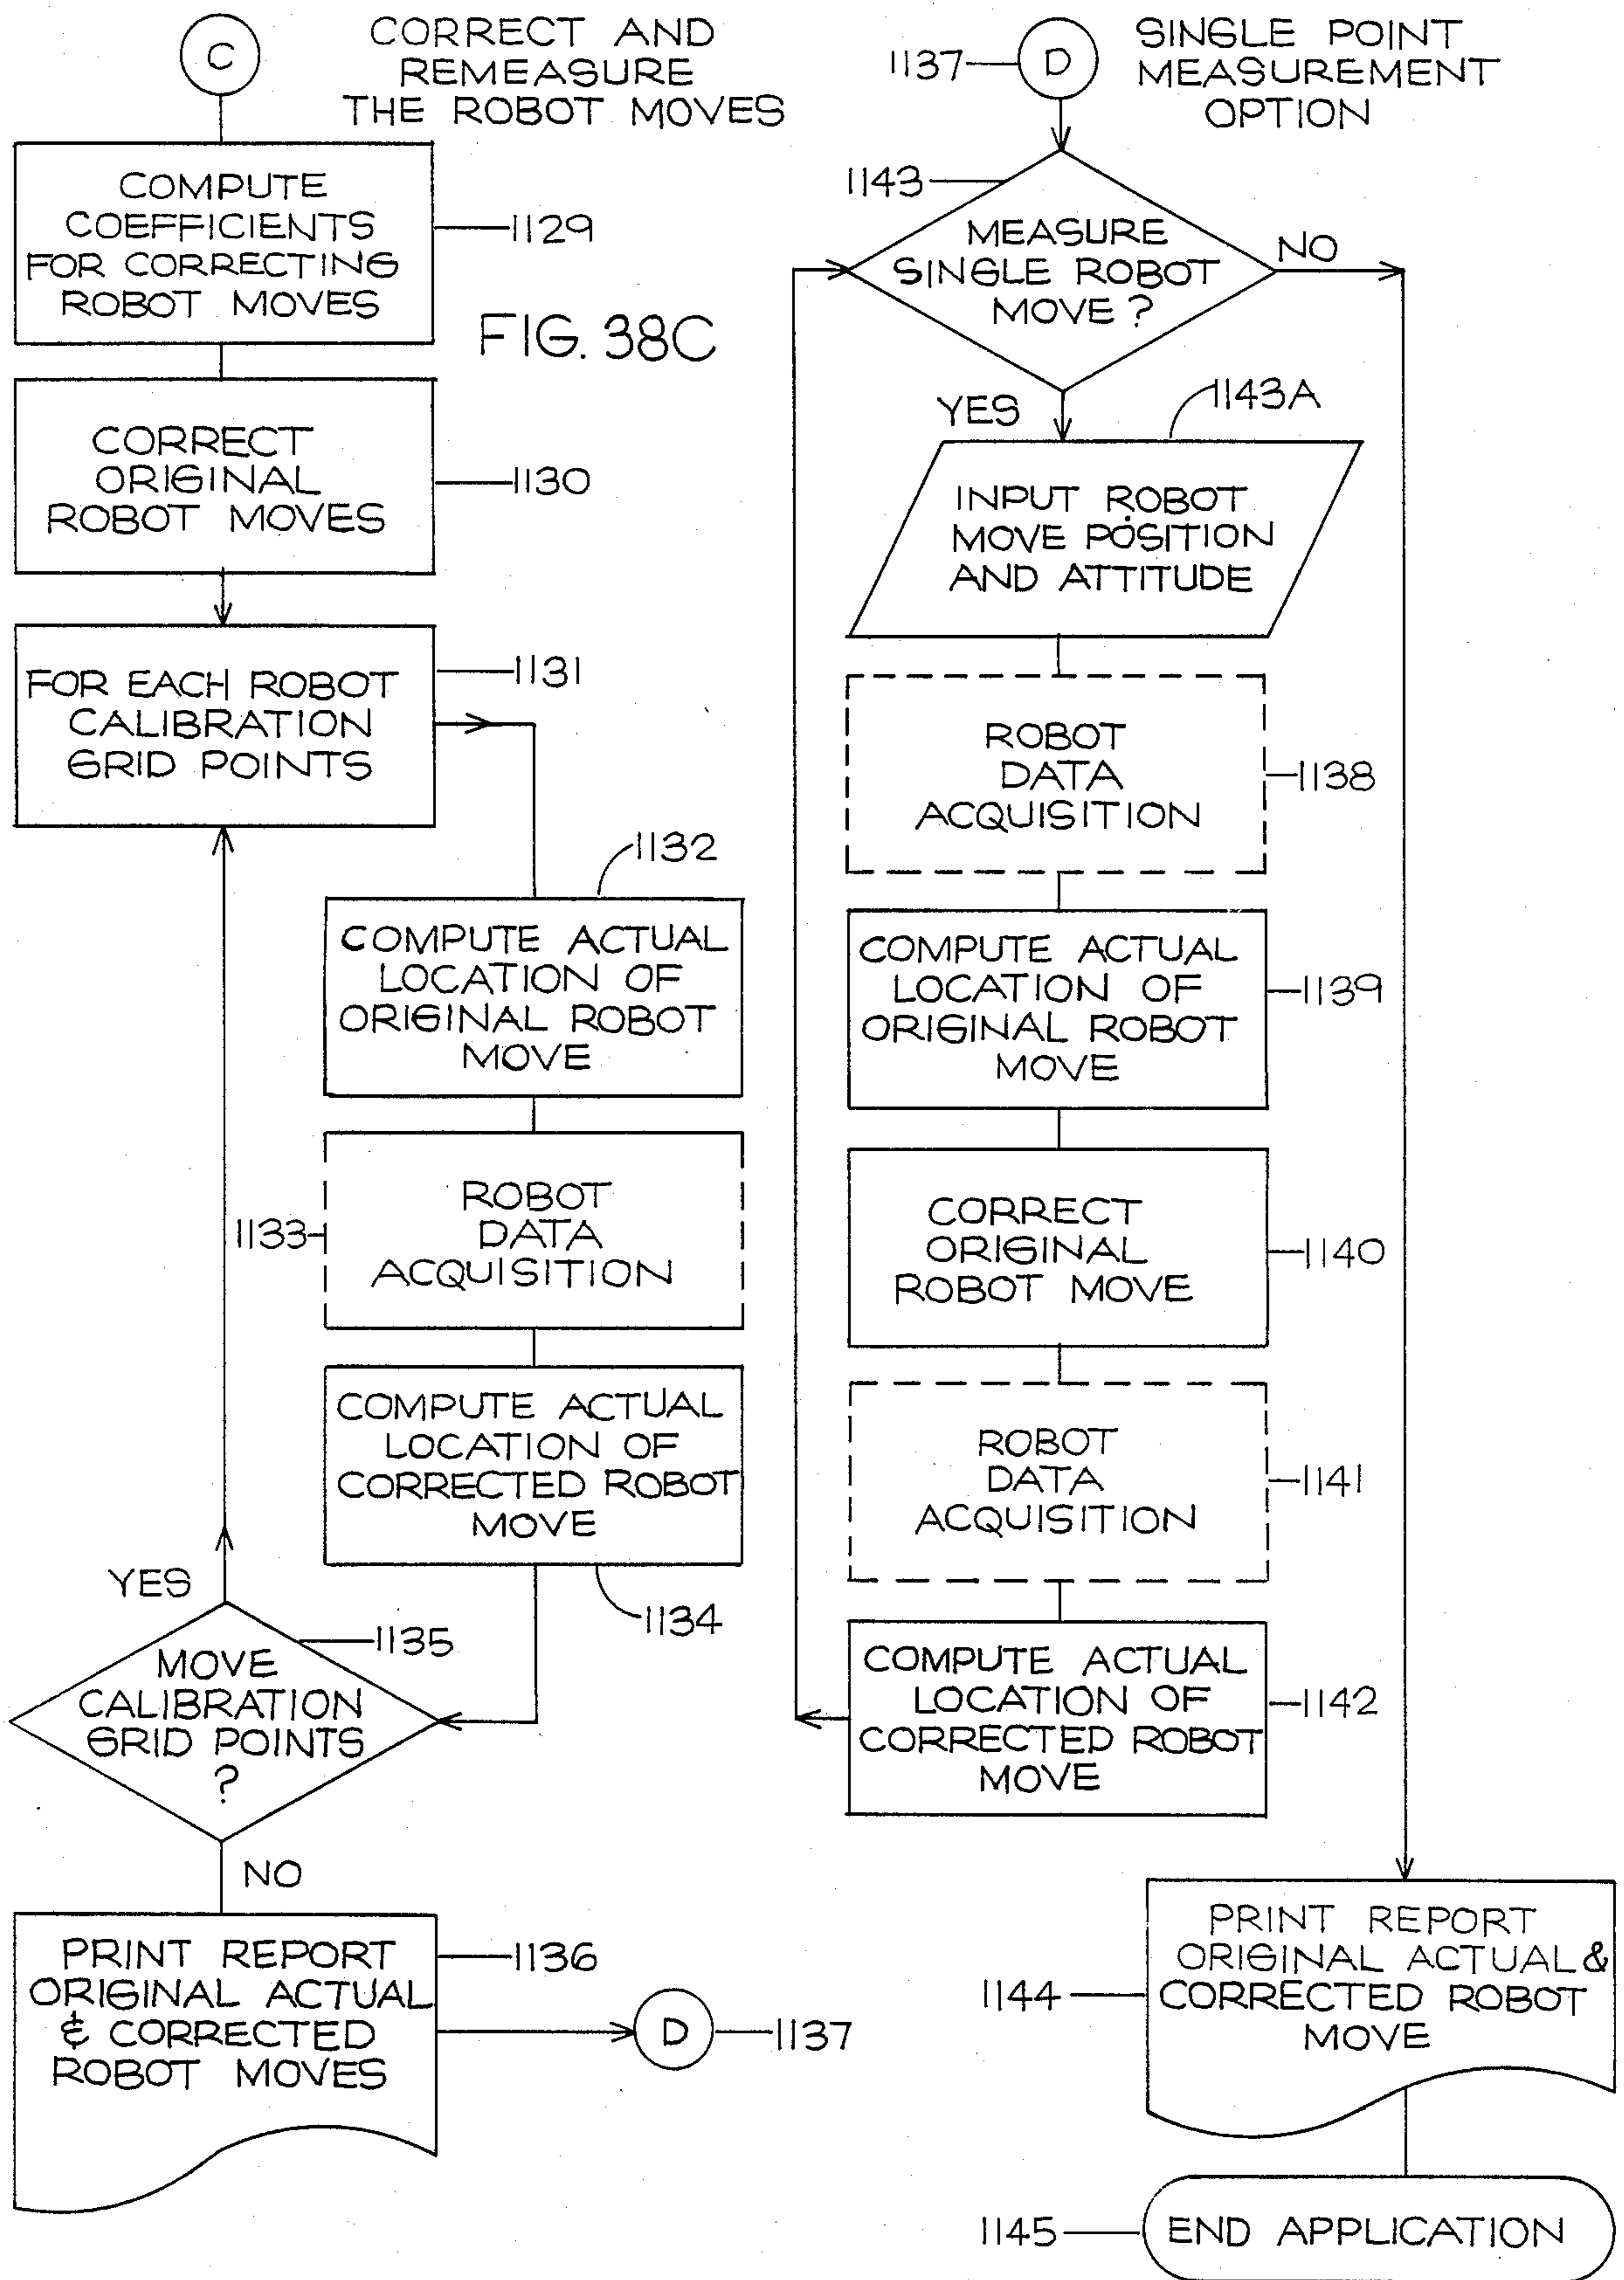 C
CORRECT AND
REMEASURE
THE ROBOT MOVES
COMPUTE
COEFFICIENTS
FOR CORRECTING
ROBOT MOVES
1129
FIG. 38C
CORRECT
ORIGINAL
ROBOT MOVES
1130
FOR EACH ROBOT
CALIBRATION
GRID POINTS
1131
1132
COMPUTE ACTUAL
LOCATION OF
ORIGINAL ROBOT
MOVE
1133
ROBOT
DATA
ACQUISITION
COMPUTE ACTUAL
LOCATION OF
CORRECTED ROBOT
MOVE
1134
YES
1135
MOVE
CALIBRATION
GRID POINTS
?
NO
PRINT REPORT
ORIGINAL ACTUAL
& CORRECTED
ROBOT MOVES
1136
D
1137
1137
D
SINGLE POINT
MEASUREMENT
OPTION
1143
MEASURE
SINGLE ROBOT
MOVE ?
NO
YES
1143A
INPUT ROBOT
MOVE POSITION
AND ATTITUDE
ROBOT
DATA
ACQUISITION
1138
COMPUTE ACTUAL
LOCATION OF
ORIGINAL ROBOT
MOVE
1139
CORRECT
ORIGINAL
ROBOT MOVE
1140
ROBOT
DATA
ACQUISITION
1141
COMPUTE ACTUAL
LOCATION OF
CORRECTED ROBOT
MOVE
1142
PRINT REPORT
ORIGINAL ACTUAL &
CORRECTED ROBOT
MOVE
1144
1145
END APPLICATION